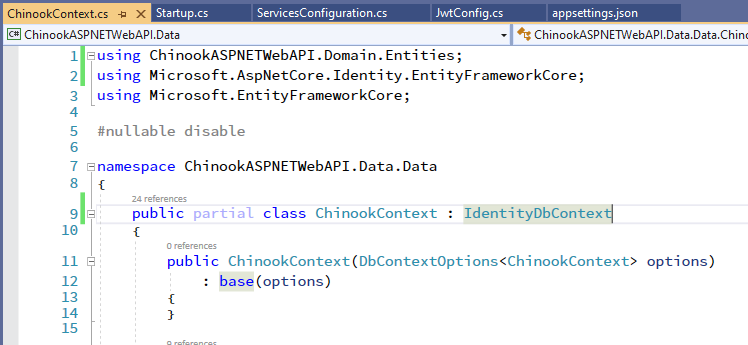 ChinookContext.cs Startup.cs ServicesConfiguration.cs JwtConfig.cs appsettings.json
C# ChinookASPNETWebAPI.Data ChinookASPNETWebAPI.Data.Data.Chino
1 using ChinookASPNETWebAPI.Domain.Entities;
2 using Microsoft.AspNetCore.Identity.EntityFrameworkCore;
3 using Microsoft.EntityFrameworkCore;
4
5 #nullable disable
6
7 namespace ChinookASPNETWebAPI.Data.Data
8 {
24 references
9 public partial class ChinookContext : IdentityDbContext
10 {
0 references
11 public ChinookContext(DbContextOptions<ChinookContext> options)
12 : base(options)
13 {
14 }
15
9 references